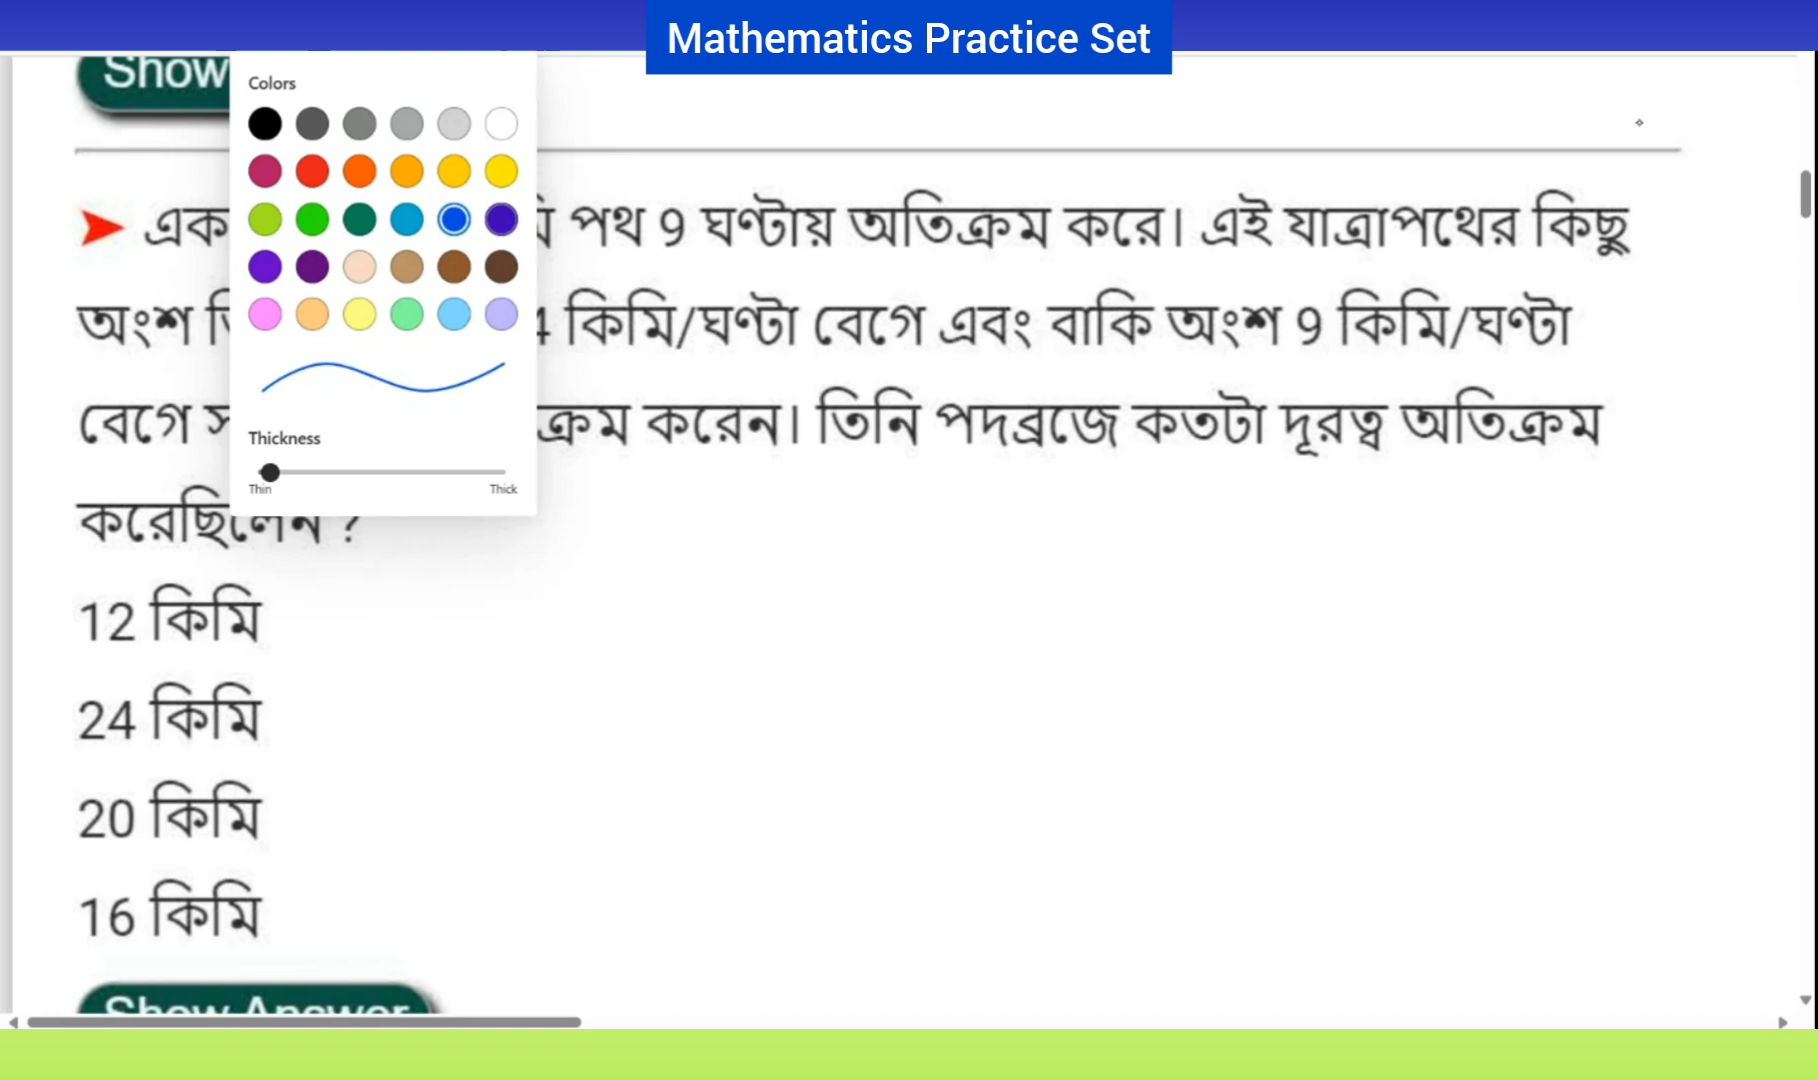 Mathematics Practice Set
Show
Colors
এক পথ 9 ঘণ্টায় অতিক্রম করে। এই যাত্রাপথের কিছু
অংশ 4 কিমি/ঘণ্টা বেগে এবং বাকি অংশ 9 কিমি/ঘণ্টা
বেগে করেন। তিনি পদব্রজে কতটা দূরত্ব অতিক্রম
Thickness
Thin Thick
করেছিলেন ?
12 কিমি
24 কিমি
20 কিমি
16 কিমি
Show Answer